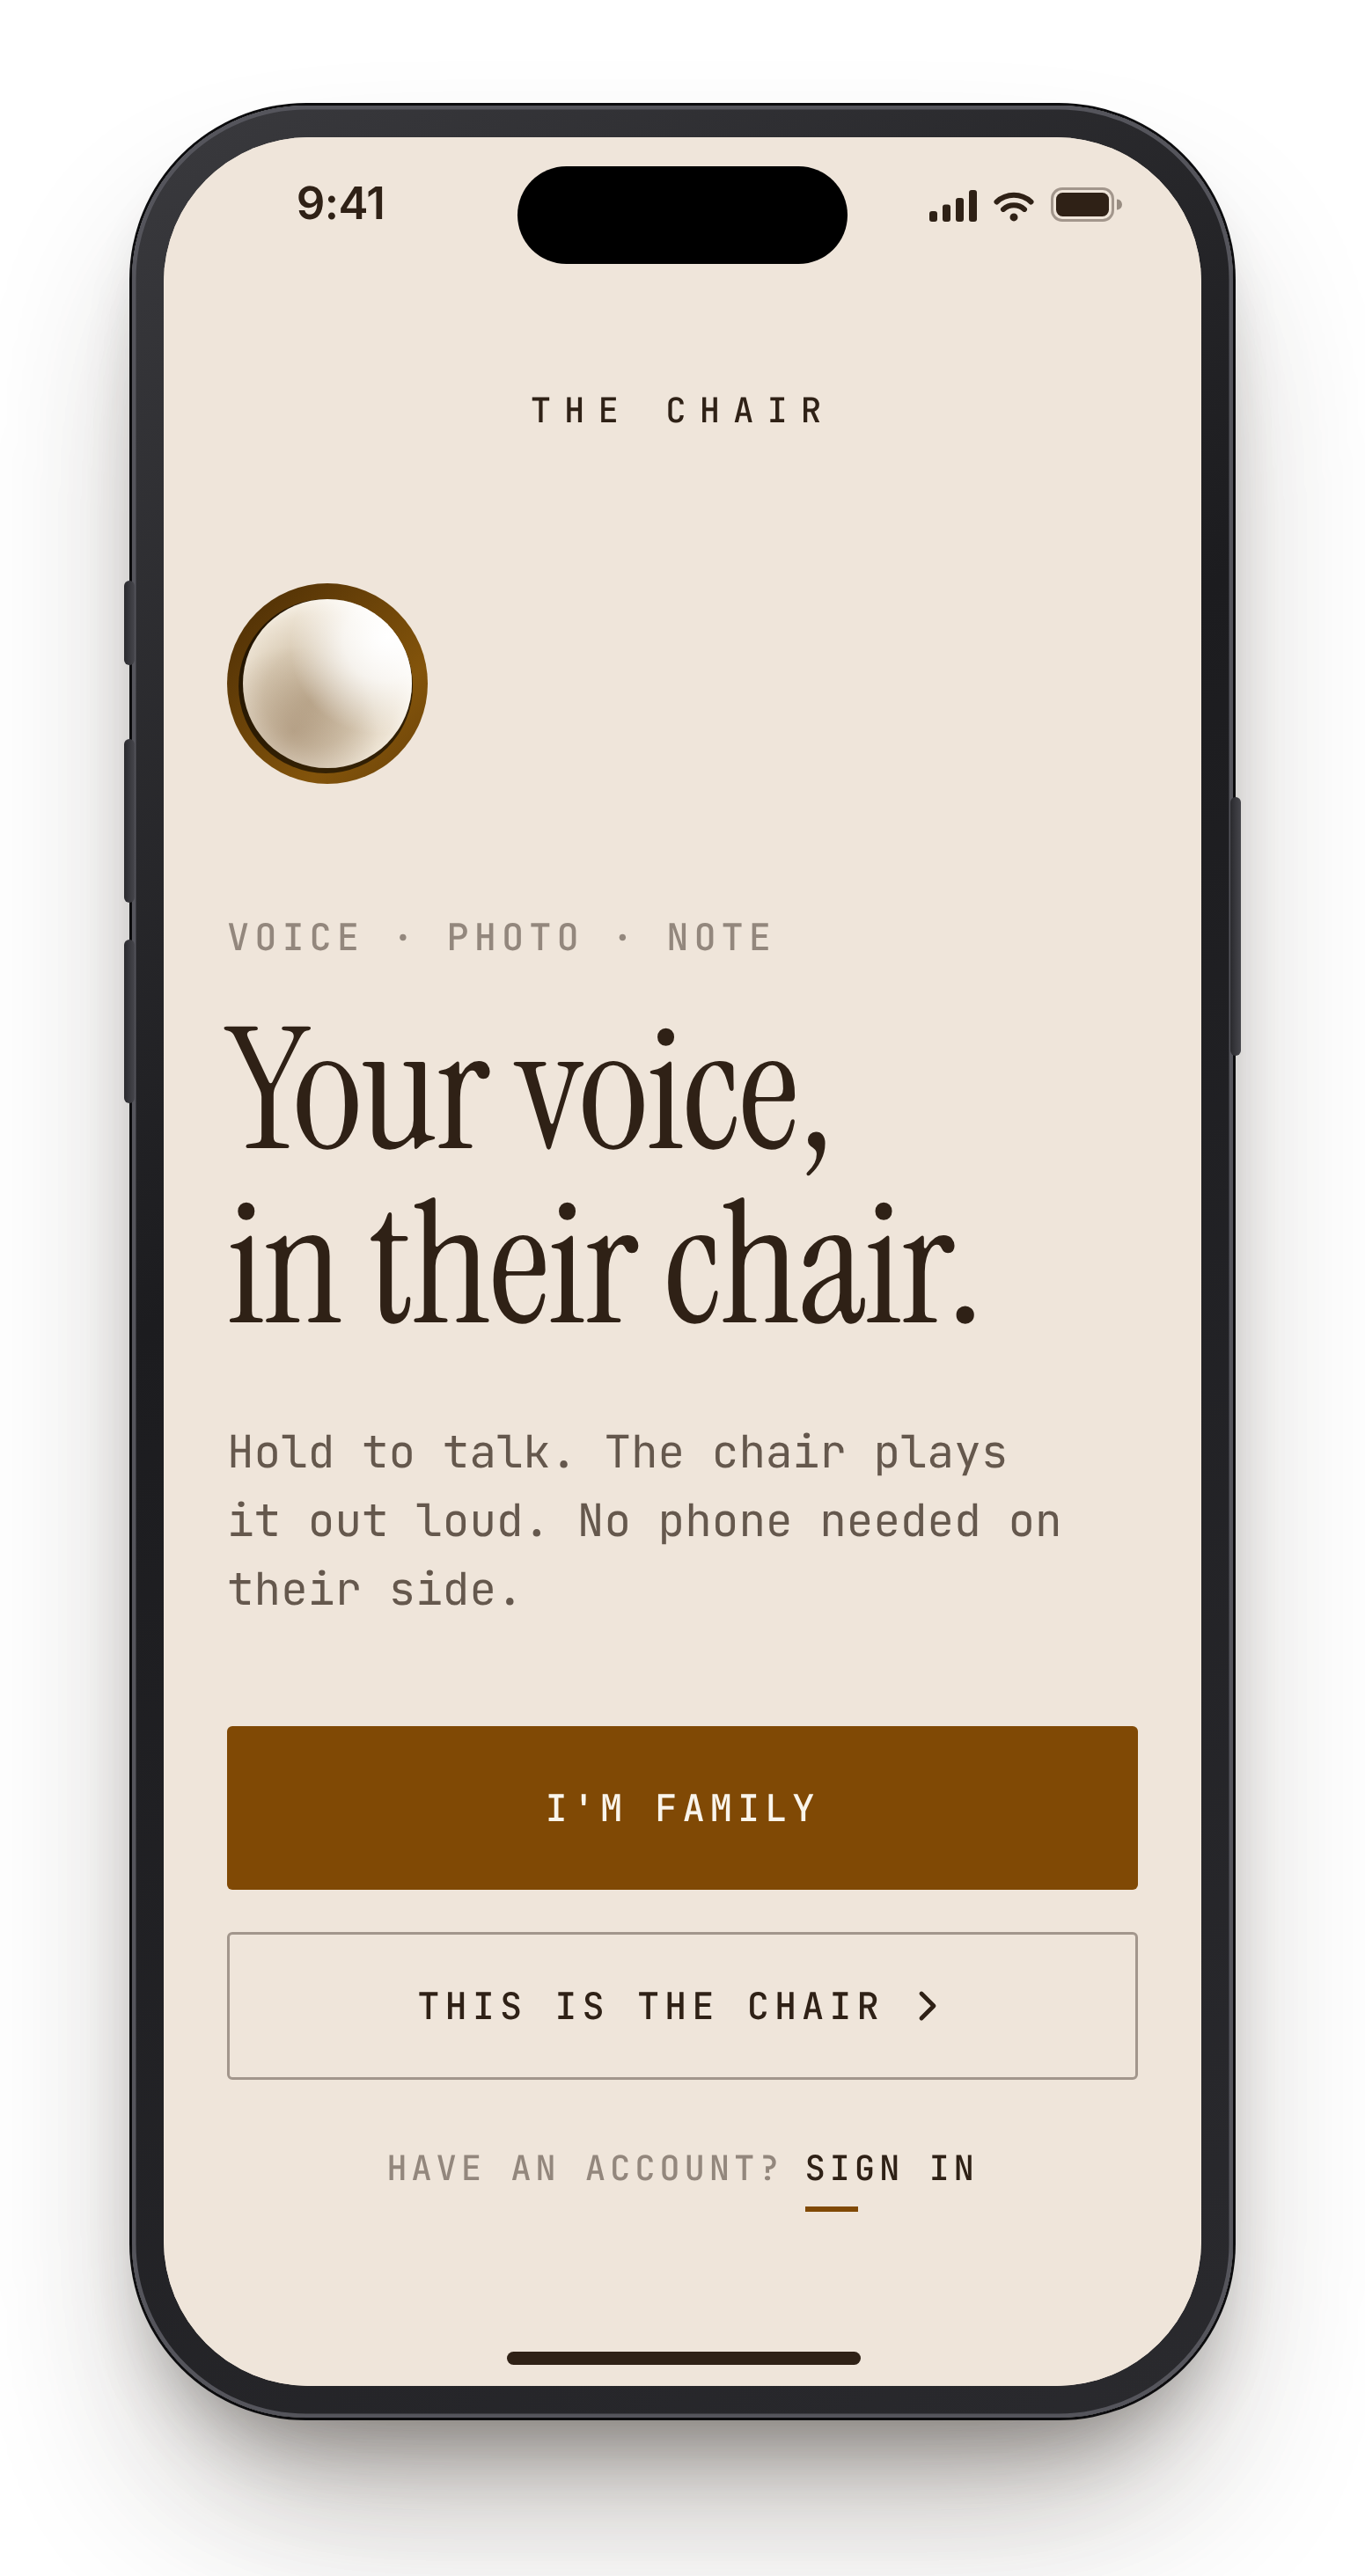 9:41
THE CHAIR
VOICE · PHOTO · NOTE
Your voice,
in their chair.
Hold to talk. The chair plays
it out loud. No phone needed on
their side.
I'M FAMILY
THIS IS THE CHAIR >
HAVE AN ACCOUNT? SIGN IN